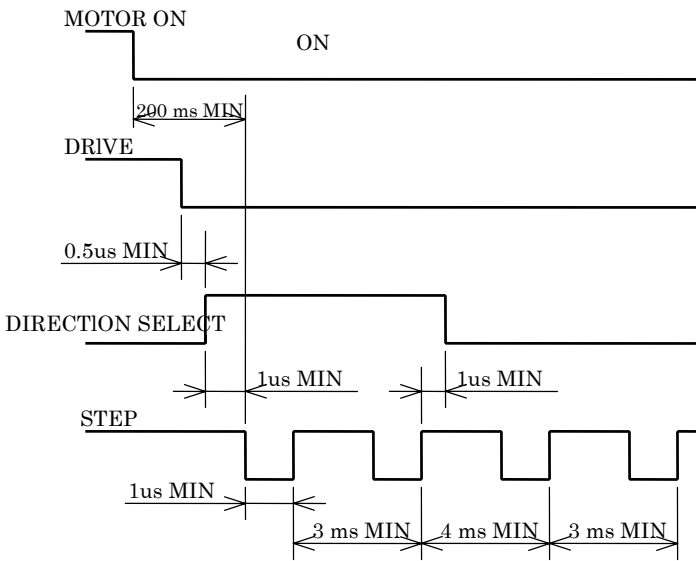 MOTOR ON
ON
200 ms MIN
DRIVE
0.5us MIN
DIRECTION SELECT
1us MIN
1us MIN
STEP
1us MIN
3 ms MIN
4 ms MIN
3 ms MIN